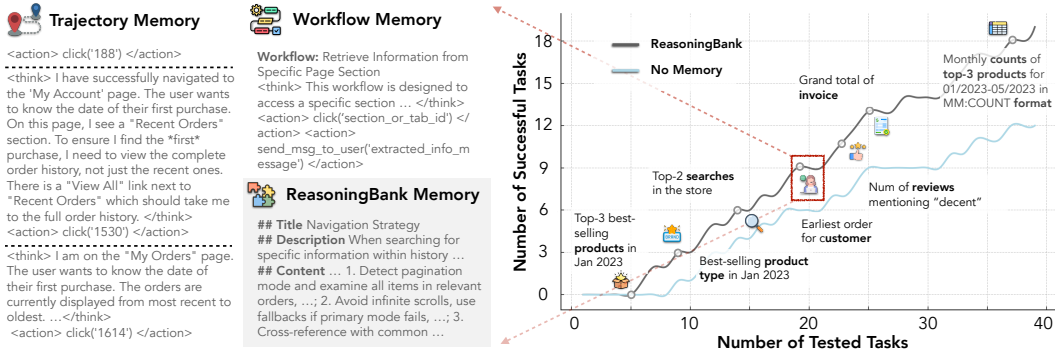 Trajectory Memory
<action> click('188') </action>
<think> I have successfully navigated to
the 'My Account' page. The user wants
to know the date of their first purchase.
On this page, I see a "Recent Orders"
section. To ensure I find the *first*
purchase, I need to view the complete
order history, not just the recent ones.
There is a "View All" link next to
"Recent Orders" which should take me
to the full order history. </think>
<action> click('1530') </action>
<think> I am on the "My Orders" page.
The user wants to know the date of
their first purchase. The orders are
currently displayed from most recent to
oldest. …</think>
<action> click('1614') </action>
Workflow Memory
Workflow: Retrieve Information from
Specific Page Section
<think> This workflow is designed to
access a specific section … </think>
<action> click('section_or_tab_id') </
action> <action>
send_msg_to_user('extracted_info_m
essage') </action>
ReasoningBank Memory
## Title Navigation Strategy
## Description When searching for
specific information within history …
## Content … 1. Detect pagination
mode and examine all items in relevant
orders, …; 2. Avoid infinite scrolls, use
fallbacks if primary mode fails, …; 3.
Cross-reference with common …
Number of Successful Tasks
18
15
12
9
6
3
0
ReasoningBank
No Memory
Grand total of
invoice
Monthly counts of
top-3 products for
01/2023-05/2023 in
MM:COUNT format
Top-2 searches
in the store
Num of reviews
mentioning "decent"
Top-3 best-
selling
products in
Jan 2023
Earliest order
for customer
Best-selling product
type in Jan 2023
0
10
20
30
40
Number of Tested Tasks